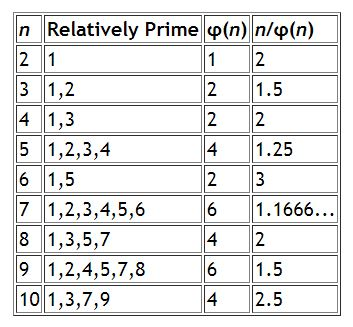 n Relatively Prime φ(n) n/φ(n)
2 1 1 2
3 1,2 2 1.5
4 1,3 2 2
5 1,2,3,4 4 1.25
6 1,5 2 3
7 1,2,3,4,5,6 6 1.1666...
8 1,3,5,7 4 2
9 1,2,4,5,7,8 6 1.5
10 1,3,7,9 4 2.5